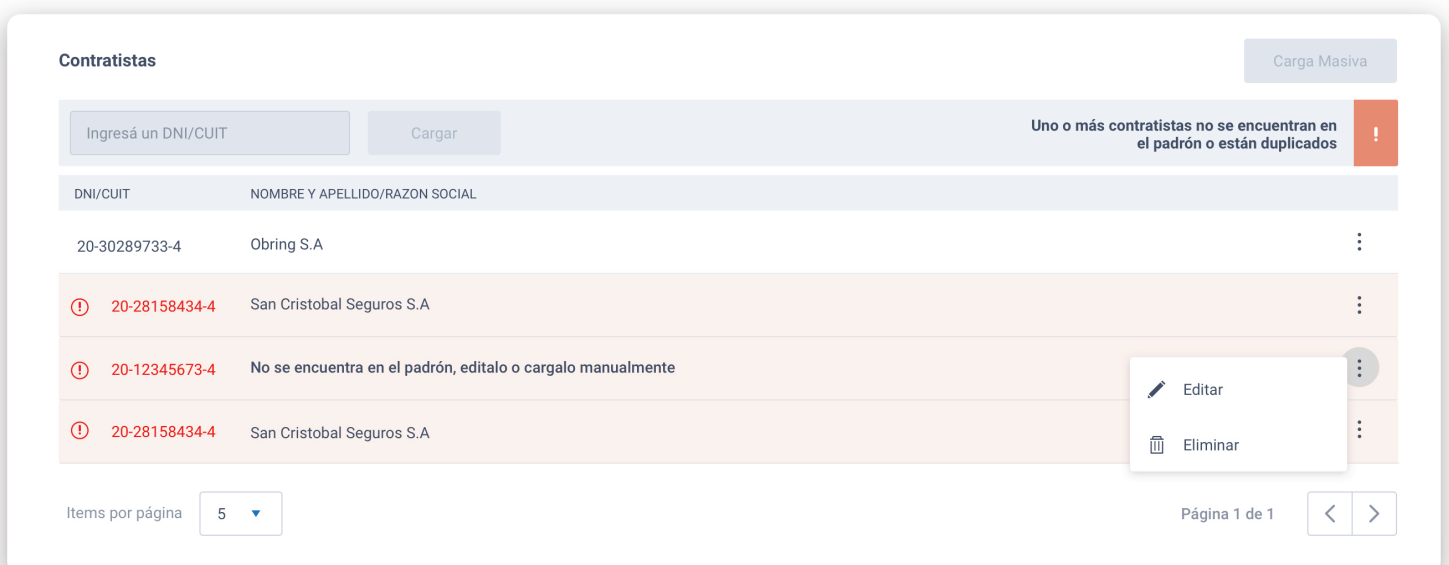 Contratistas
Carga Masiva
Ingresá un DNI/CUIT
Cargar
Uno o más contratistas no se encuentran en
el padrón o están duplicados
!
DNI/CUIT NOMBRE Y APELLIDO/RAZON SOCIAL
20-30289733-4 Obring S.A
20-28158434-4 San Cristobal Seguros S.A
20-12345673-4 No se encuentra en el padrón, editalo o cargalo manualmente
Editar
20-28158434-4 San Cristobal Seguros S.A
Eliminar
Items por página 5
Página 1 de 1